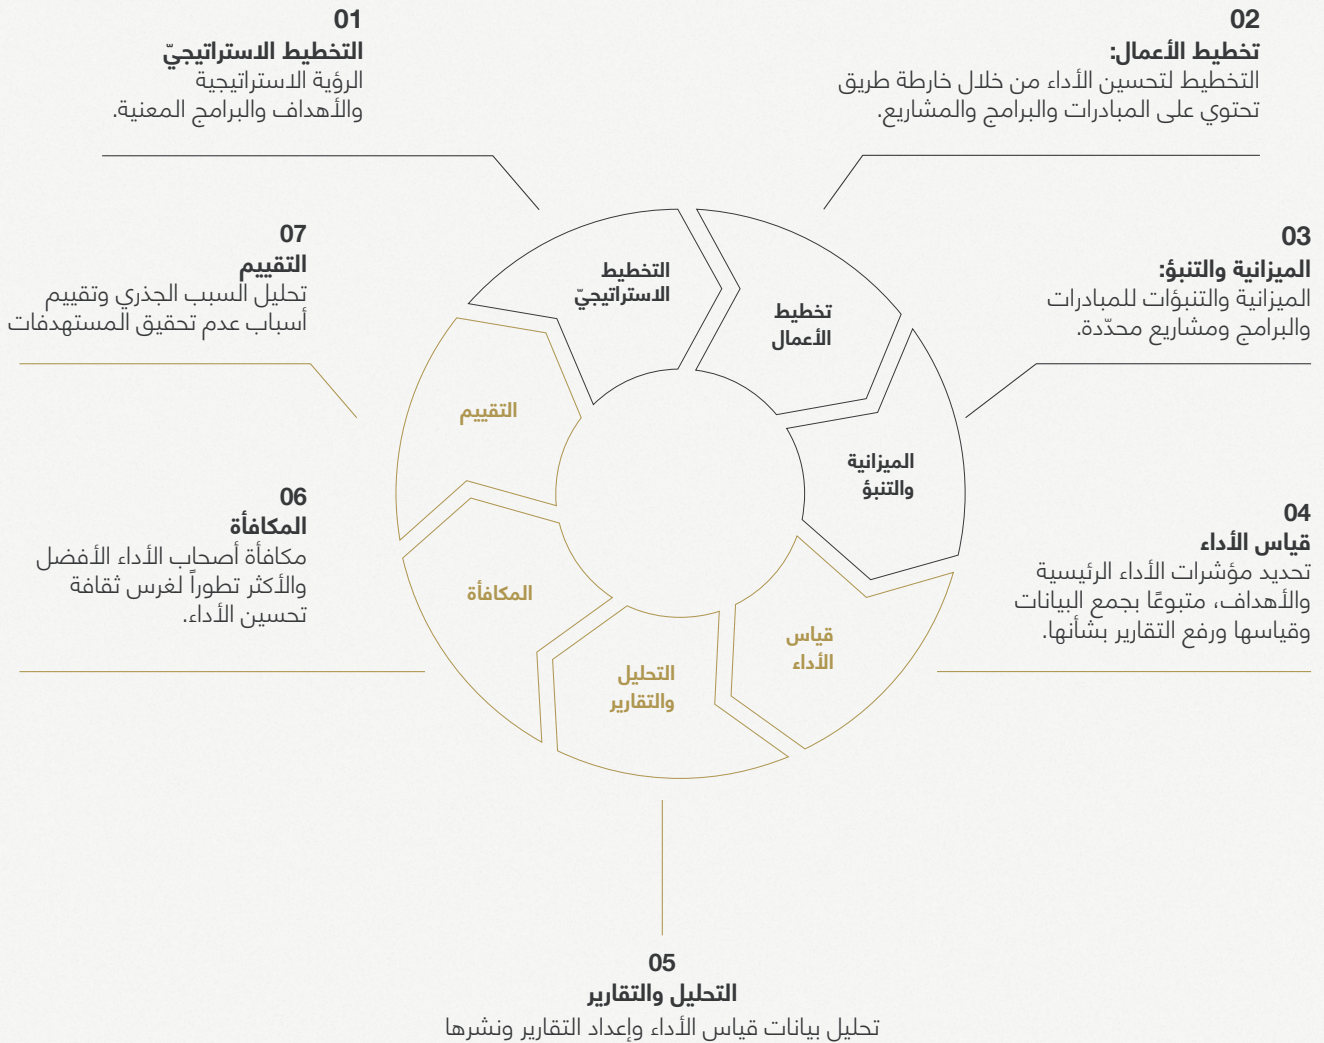 01
التخطيط الاستراتيجيّ
الرؤية الاستراتيجية
والأهداف والبرامج المعنية.
02
تخطيط الأعمال:
التخطيط لتحسين الأداء من خلال خارطة طريق
تحتوي على المبادرات والبرامج والمشاريع.
03
الميزانية والتنبؤ:
الميزانية والتنبؤات للمبادرات
والبرامج ومشاريع محدّدة.
04
قياس الأداء
تحديد مؤشرات الأداء الرئيسية
والأهداف، متبوعًا بجمع البيانات
وقياسها ورفع التقارير بشأنها.
05
التحليل والتقارير
تحليل بيانات قياس الأداء وإعداد التقارير ونشرها
06
المكافأة
مكافأة أصحاب الأداء الأفضل
والأكثر تطوراً لغرس ثقافة
تحسين الأداء.
07
التقييم
تحليل السبب الجذري وتقييم
أسباب عدم تحقيق المستهدفات
التخطيط
الاستراتيجيّ
تخطيط
الأعمال
الميزانية
والتنبؤ
قياس
الأداء
التحليل
والتقارير
المكافأة
التقييم